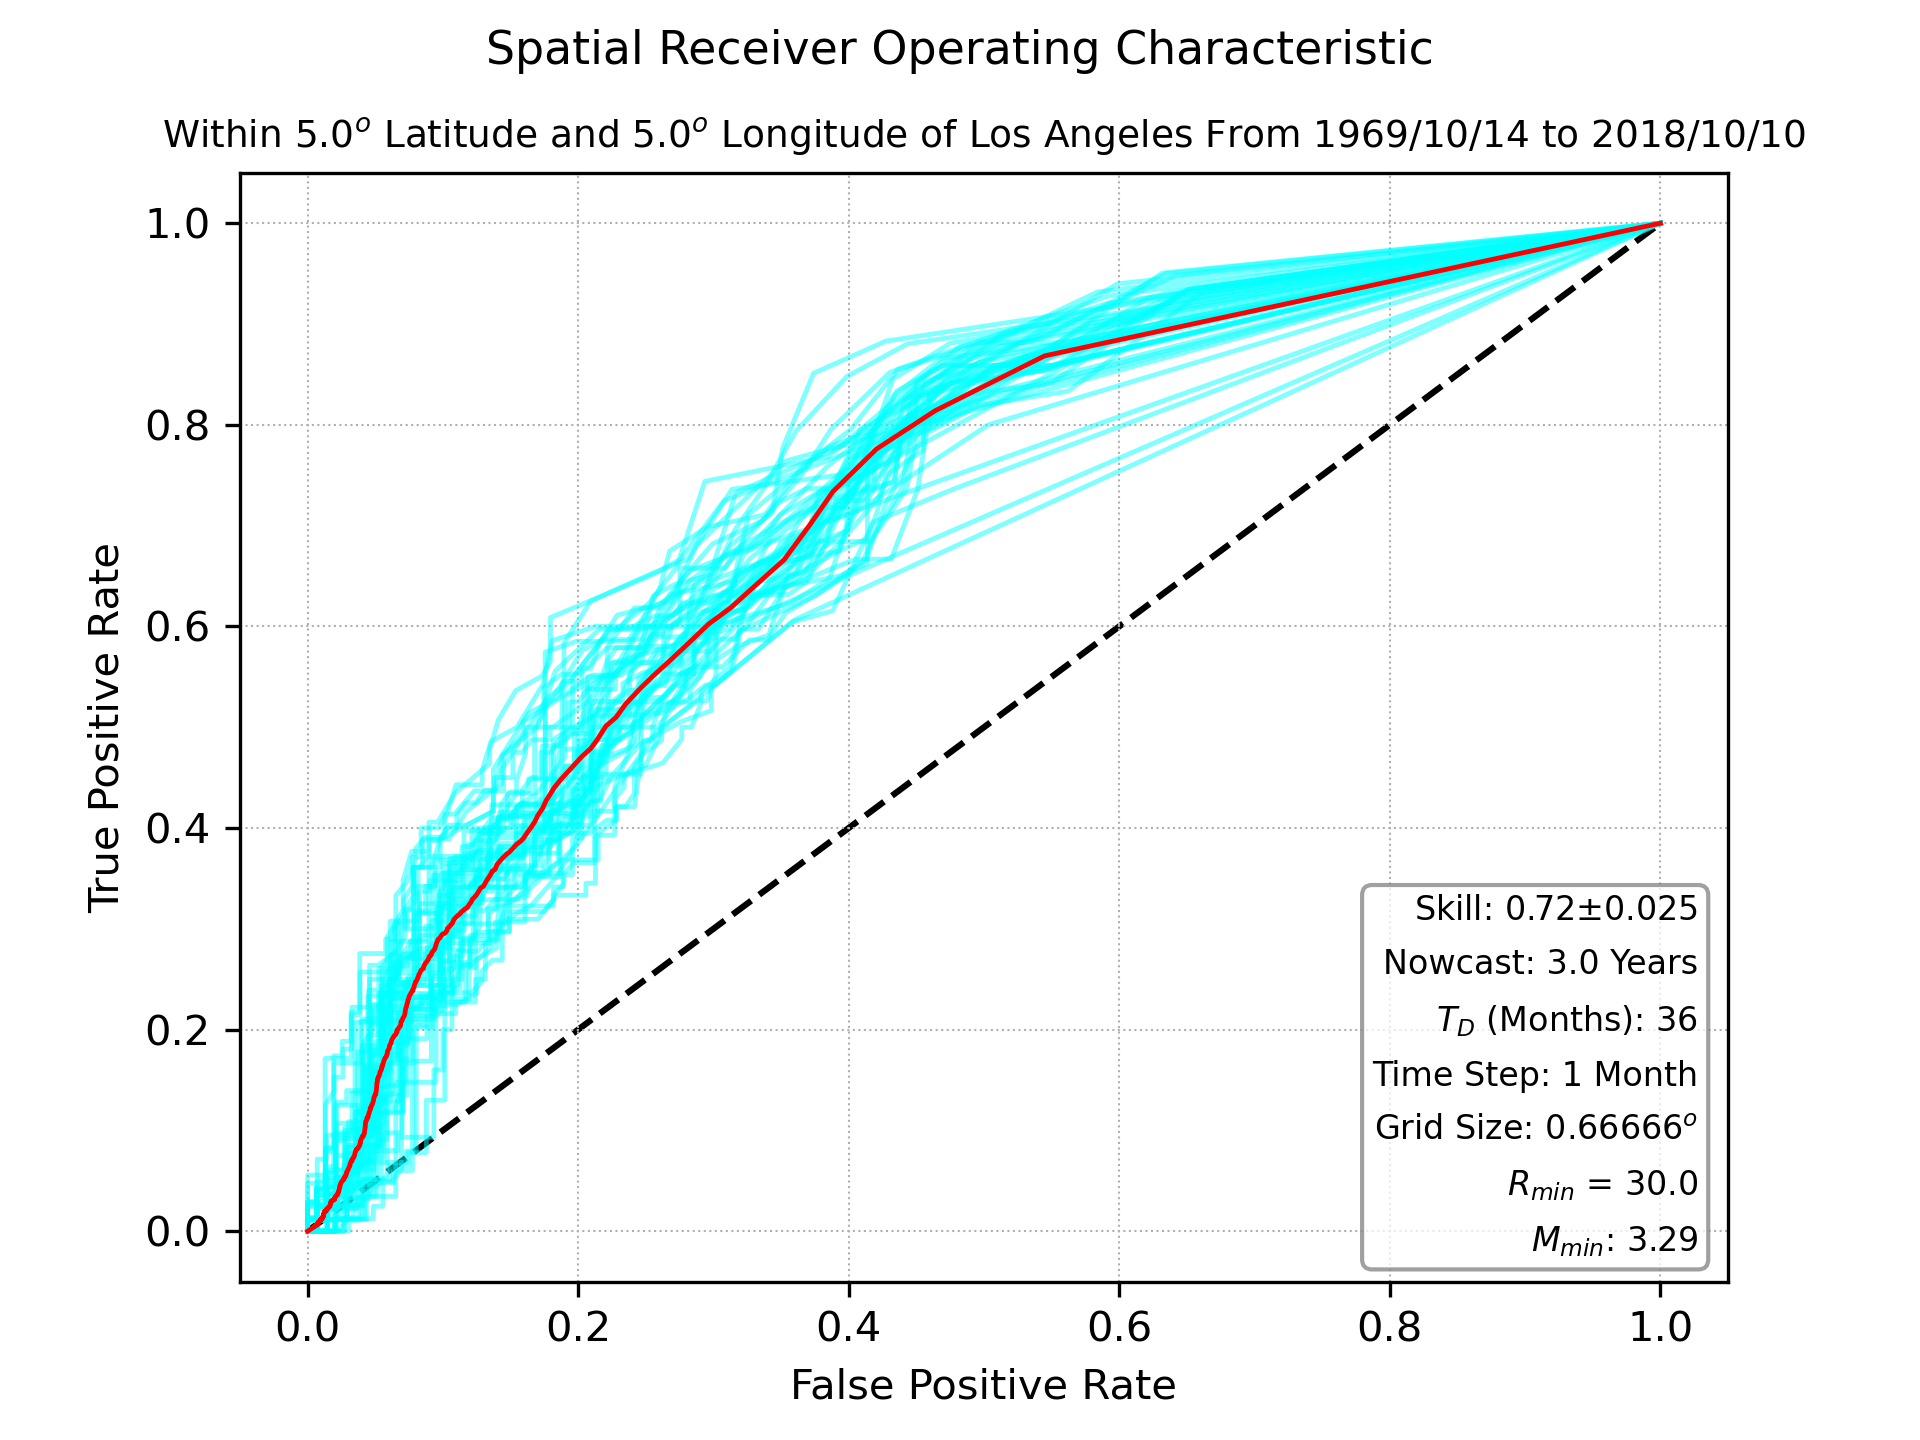 Spatial Receiver Operating Characteristic
Within 5.0° Latitude and 5.0° Longitude of Los Angeles From 1969/10/14 to 2018/10/10
True Positive Rate
1.0
0.8
0.6
0.4
0.2
0.0
Skill: 0.72±0.025
Nowcast: 3.0 Years
T_D (Months): 36
Time Step: 1 Month
Grid Size: 0.66666°
R_min = 30.0
M_min: 3.29
0.0 0.2 0.4 0.6 0.8 1.0
False Positive Rate